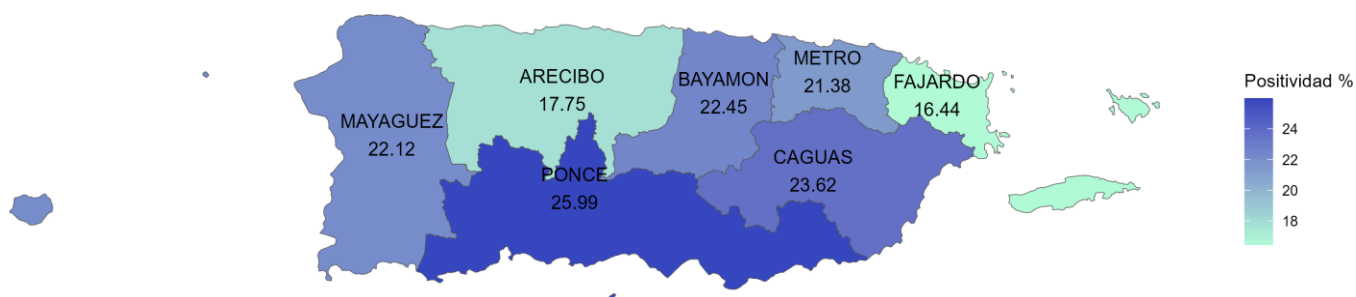 ARECIBO
17.75
BAYAMON
22.45
METRO
21.38
FAJARDO
16.44
MAYAGUEZ
22.12
PONCE
25.99
CAGUAS
23.62
Positividad %
24
22
20
18